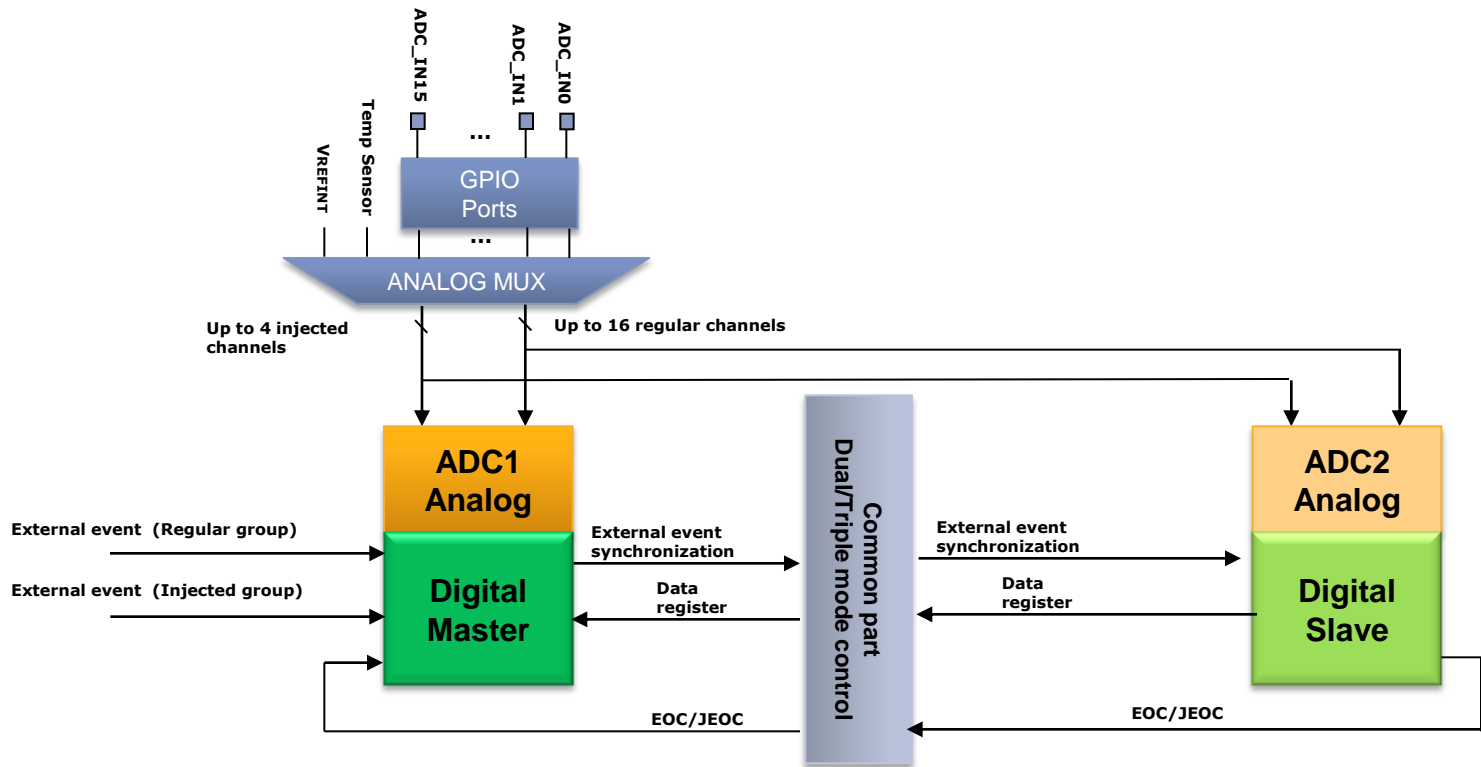 ADC_IN15
ADC_IN1
ADC_IN0
Temp Sensor
VREFINT
...
GPIO
Ports
...
ANALOG MUX
Up to 4 injected
channels
Up to 16 regular channels
ADC1
Analog
ADC2
Analog
Common part
Dual/Triple mode control
External event (Regular group)
External event (Injected group)
External event
synchronization
External event
synchronization
Digital
Master
Data
register
Data
register
Digital
Slave
EOC/JEOC
EOC/JEOC